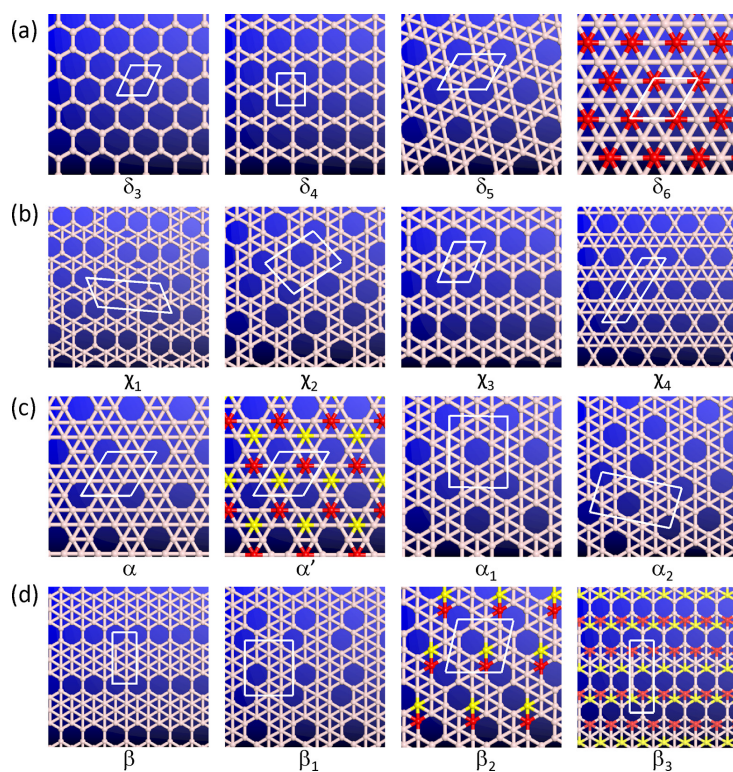 (a)
δ₃ δ₄ δ₅ δ₆
(b)
χ₁ χ₂ χ₃ χ₄
(c)
α α' α₁ α₂
(d)
β β₁ β₂ β₃